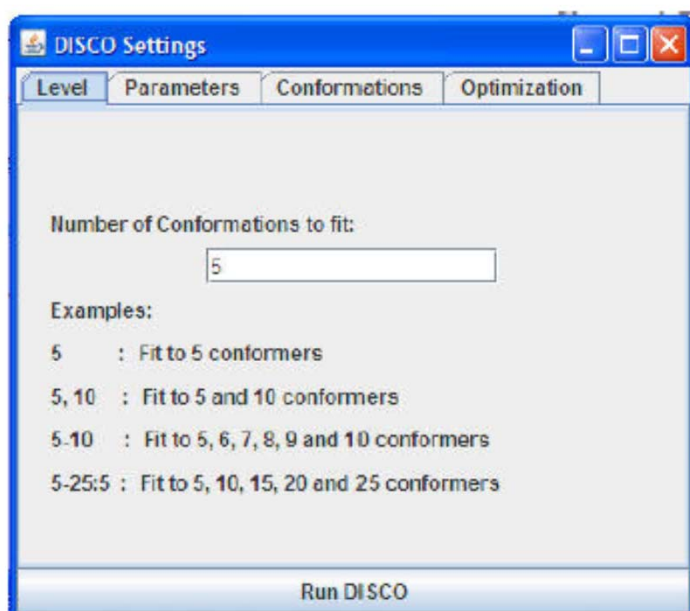 DISCO Settings
Level Parameters Conformations Optimization
Number of Conformations to fit:
5
Examples:
5 : Fit to 5 conformers
5, 10 : Fit to 5 and 10 conformers
5-10 : Fit to 5, 6, 7, 8, 9 and 10 conformers
5-25:5 : Fit to 5, 10, 15, 20 and 25 conformers
Run DISCO